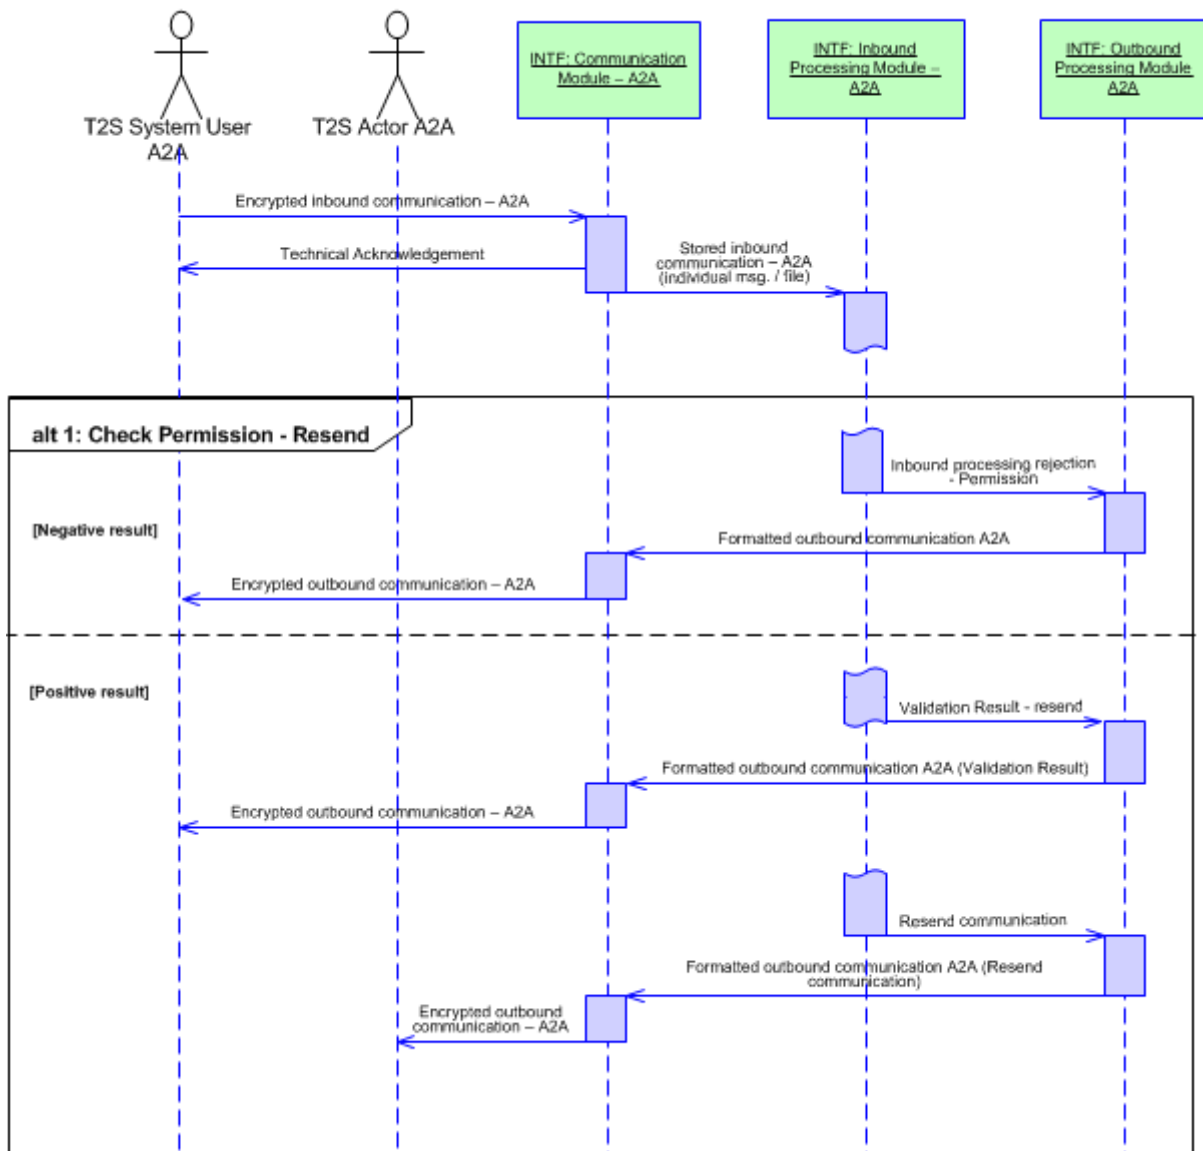 T2S System User
A2A
T2S Actor A2A
INTF: Communication
Module – A2A
INTF: Inbound
Processing Module –
A2A
INTF: Outbound
Processing Module
A2A
Encrypted inbound communication – A2A
Technical Acknowledgement
Stored inbound
communication – A2A
(individual msg. / file)
alt 1: Check Permission - Resend
Inbound processing rejection
- Permission
[Negative result]
Formatted outbound communication A2A
Encrypted outbound communication – A2A
[Positive result]
Validation Result - resend
Formatted outbound communication A2A (Validation Result)
Encrypted outbound communication – A2A
Resend communication
Formatted outbound communication A2A (Resend
communication)
Encrypted outbound
communication – A2A